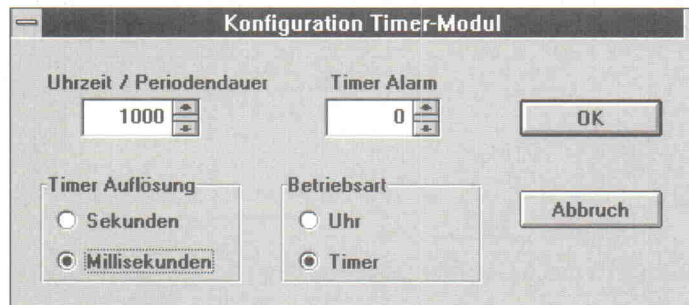 Konfiguration Timer-Modul
Uhrzeit / Periodendauer
Timer Alarm
1000
0
OK
Timer Auflösung
Betriebsart
Sekunden
Uhr
Abbruch
Millisekunden
Timer